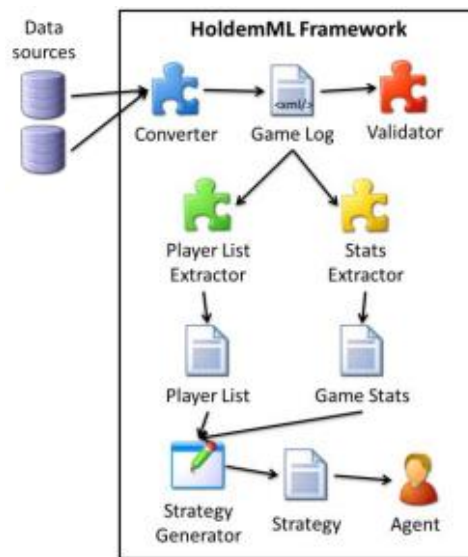 Data
sources
HoldemML Framework
<xml/>
Converter
Game Log
Validator
Player List
Extractor
Stats
Extractor
Player List
Game Stats
Strategy
Generator
Strategy
Agent